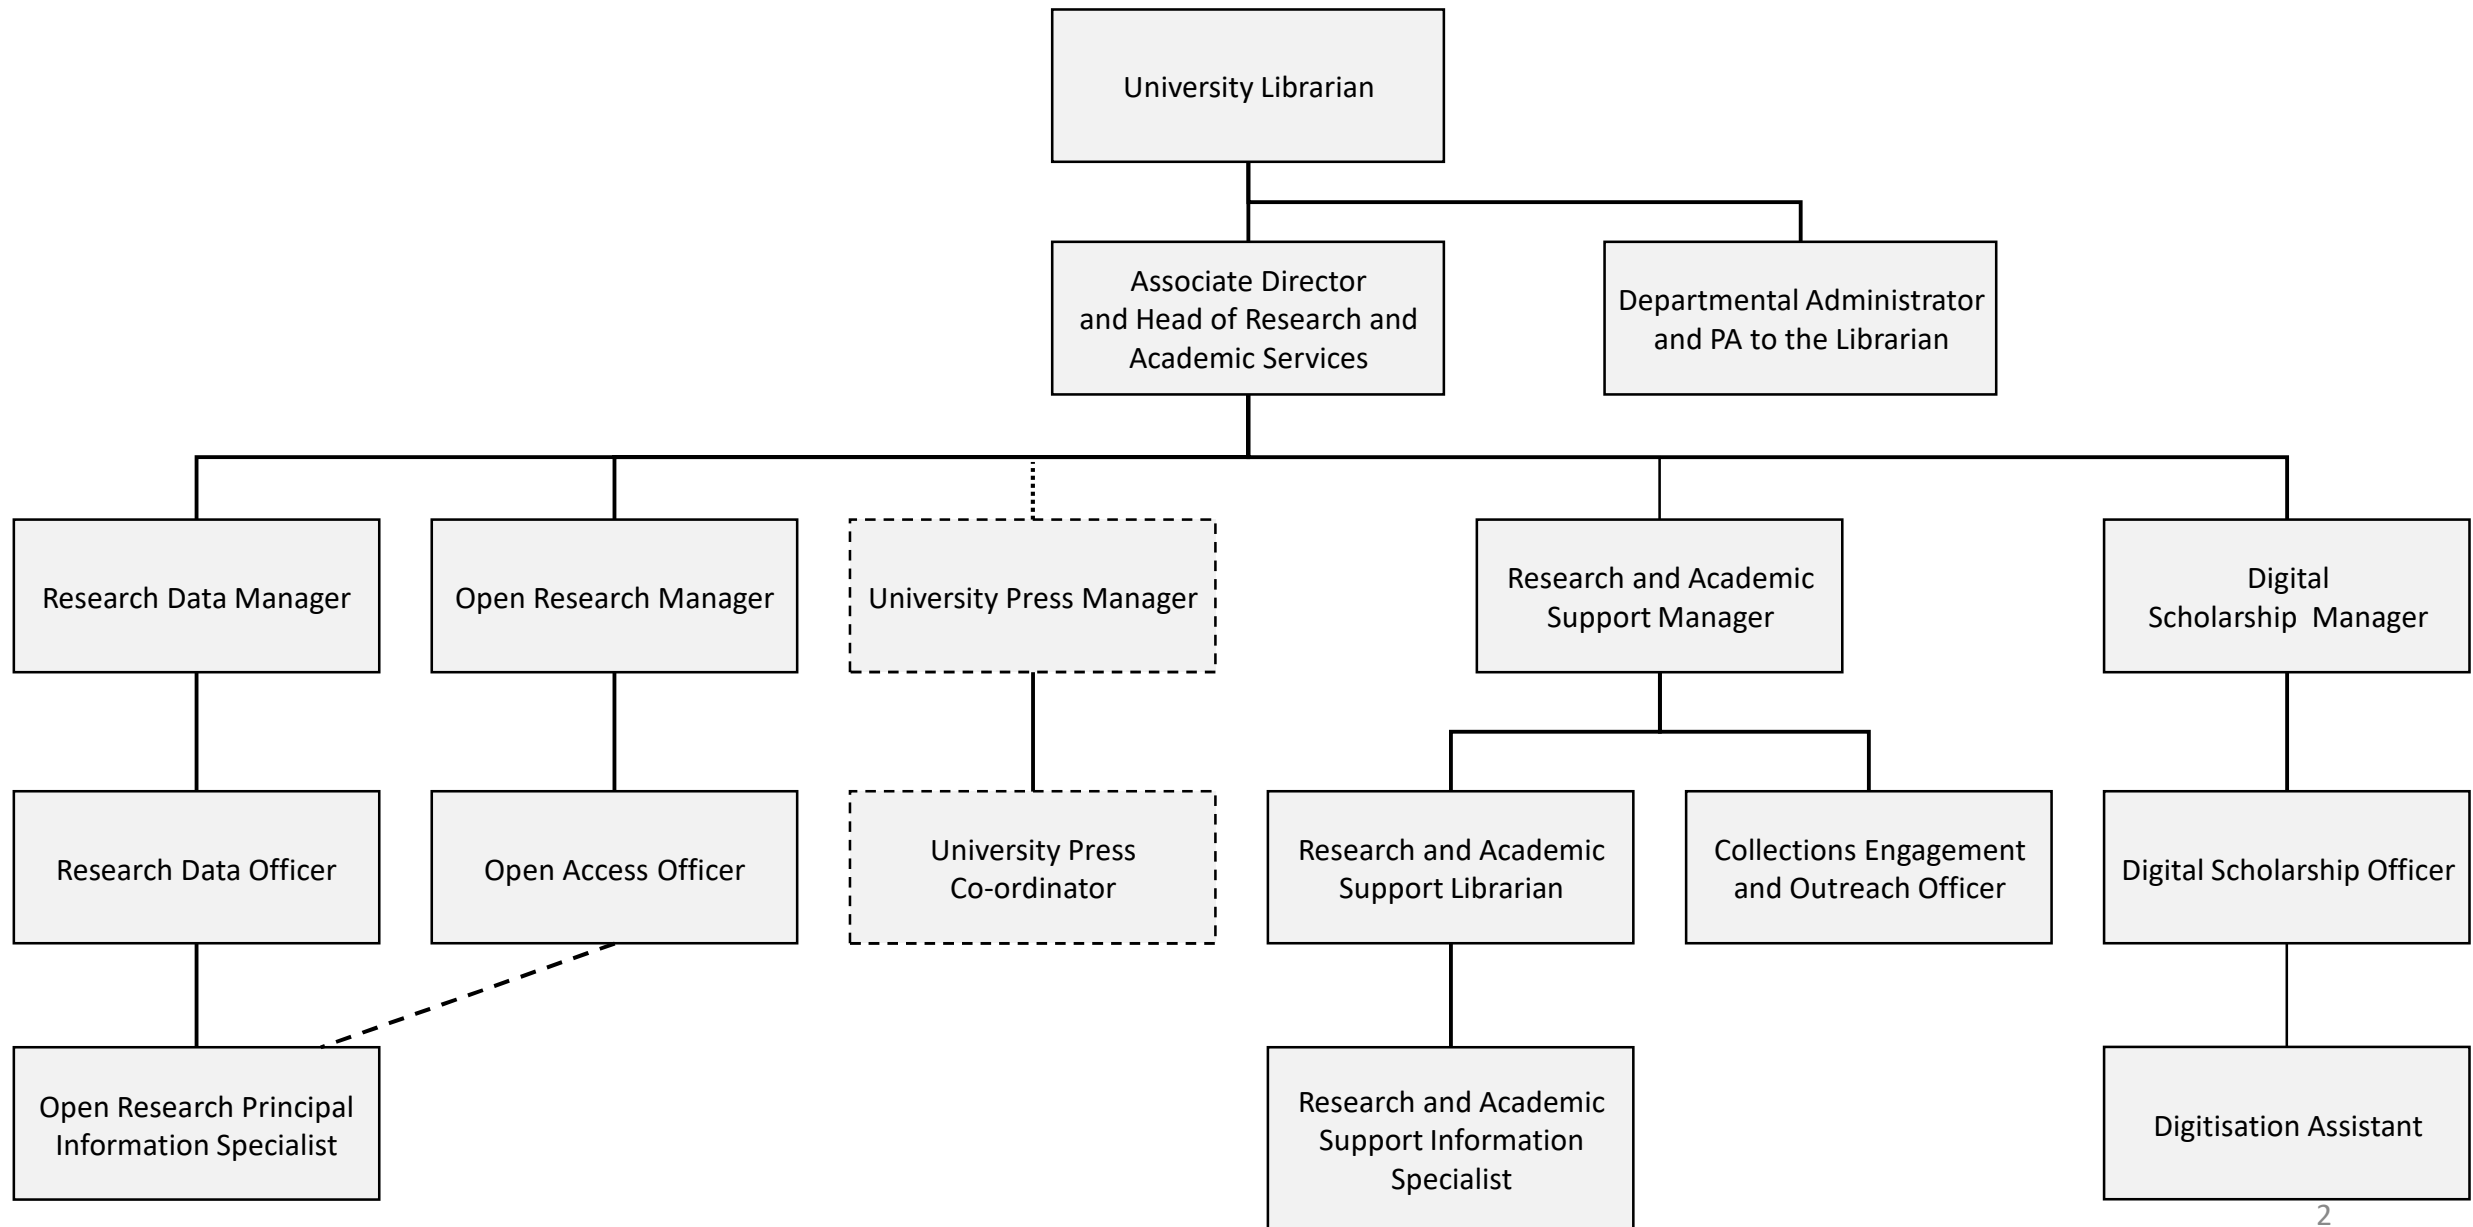 University Librarian
Associate Director
and Head of Research and
Academic Services
Departmental Administrator
and PA to the Librarian
Research Data Manager
Open Research Manager
University Press Manager
Research and Academic
Support Manager
Digital
Scholarship  Manager
Research Data Officer
Open Access Officer
University Press
Co-ordinator
Research and Academic
Support Librarian
Collections Engagement
and Outreach Officer
Digital Scholarship Officer
Open Research Principal
Information Specialist
Research and Academic
Support Information
Specialist
Digitisation Assistant
2